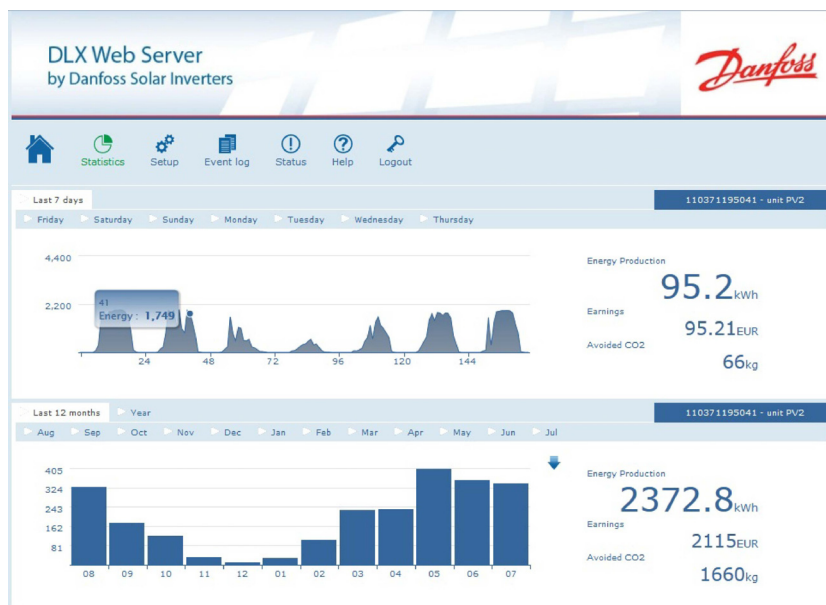 DLX Web Server
by Danfoss Solar Inverters
Danfoss
Statistics Setup Event log Status Help Logout
Last 7 days 110371195041 - unit PV2
Friday Saturday Sunday Monday Tuesday Wednesday Thursday
4,400
2,200
41
Energy : 1,749
24 48 72 96 120 144
Energy Production
95.2kWh
Earnings
95.21EUR
Avoided CO2
66kg
Last 12 months Year 110371195041 - unit PV2
Aug Sep Oct Nov Dec Jan Feb Mar Apr May Jun Jul
405
324
243
162
81
08 09 10 11 12 01 02 03 04 05 06 07
Energy Production
2372.8kWh
Earnings
2115EUR
Avoided CO2
1660kg